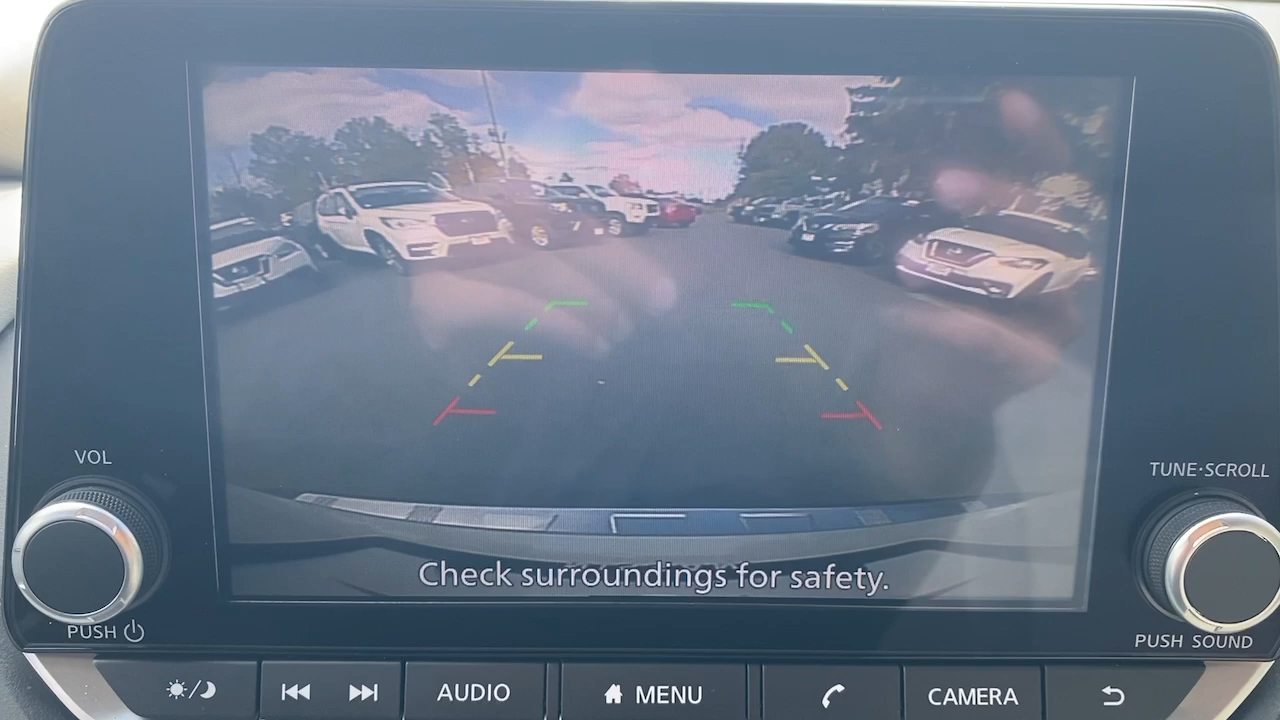 VOL
TUNE·SCROLL
Check surroundings for safety.
PUSH
PUSH SOUND
AUDIO
MENU
CAMERA